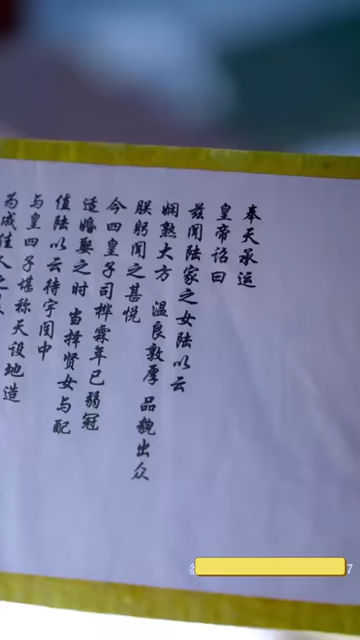 奉天承运
皇帝诏曰
兹闻陆家之女陆以云
娴熟大方 温良敦厚 品貌出众
朕躬闻之甚悦
今四皇子司桦霖年已弱冠
适婚娶之时 当择贤女与配
值陆以云待宇闺中
与皇四子堪称天设地造
为成佳人之